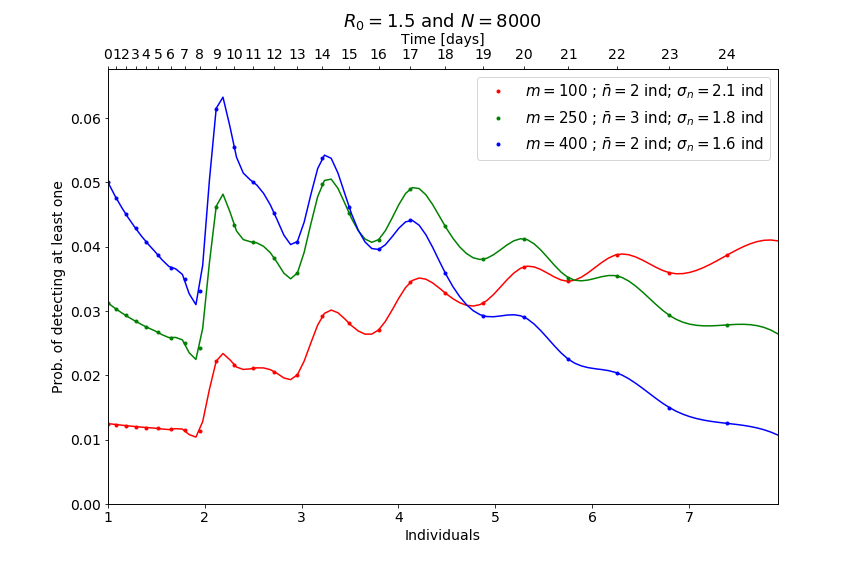 R₀ = 1.5 and N = 8000
Time [days]
0 1 2 3 4 5 6 7 8 9 10 11 12 13 14 15 16 17 18 19 20 21 22 23 24
m = 100 ; n̄ = 2 ind; σₙ = 2.1 ind
m = 250 ; n̄ = 3 ind; σₙ = 1.8 ind
m = 400 ; n̄ = 2 ind; σₙ = 1.6 ind
Prob. of detecting at least one
0.06
0.05
0.04
0.03
0.02
0.01
0.00
1 2 3 4 5 6 7
Individuals